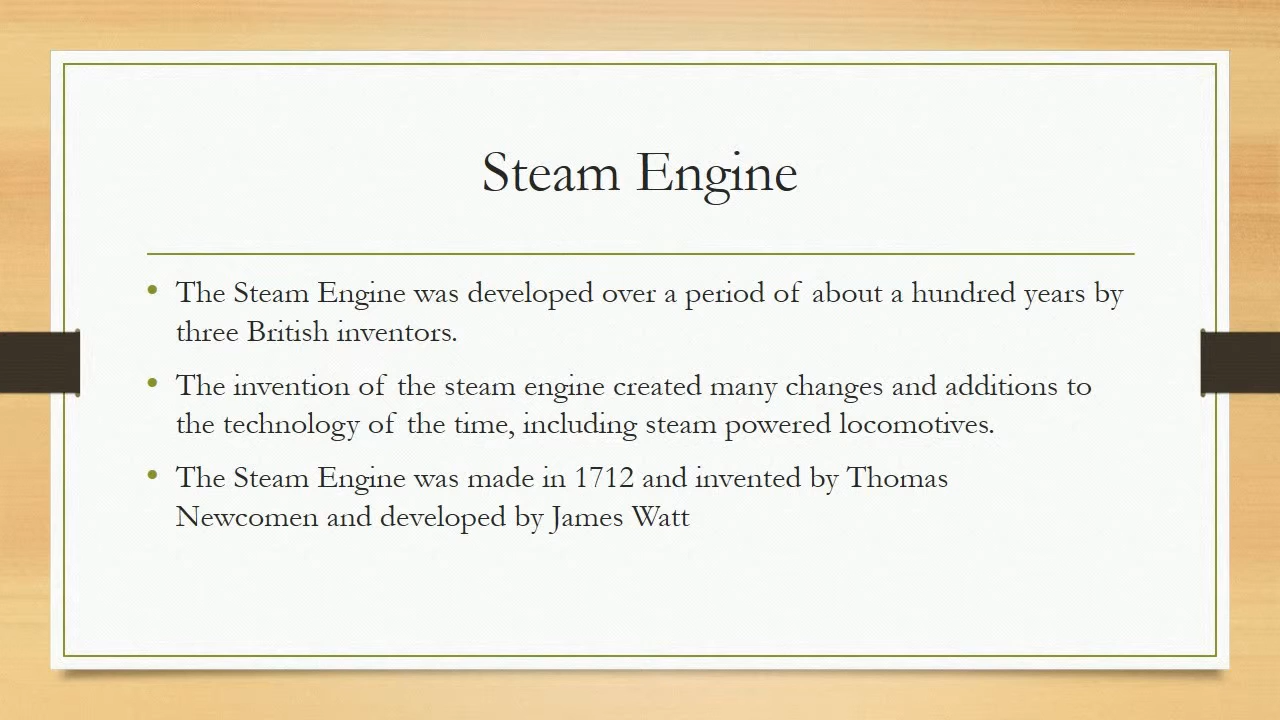 Steam Engine
• The Steam Engine was developed over a period of about a hundred years by
three British inventors.
• The invention of the steam engine created many changes and additions to
the technology of the time, including steam powered locomotives.
• The Steam Engine was made in 1712 and invented by Thomas
Newcomen and developed by James Watt